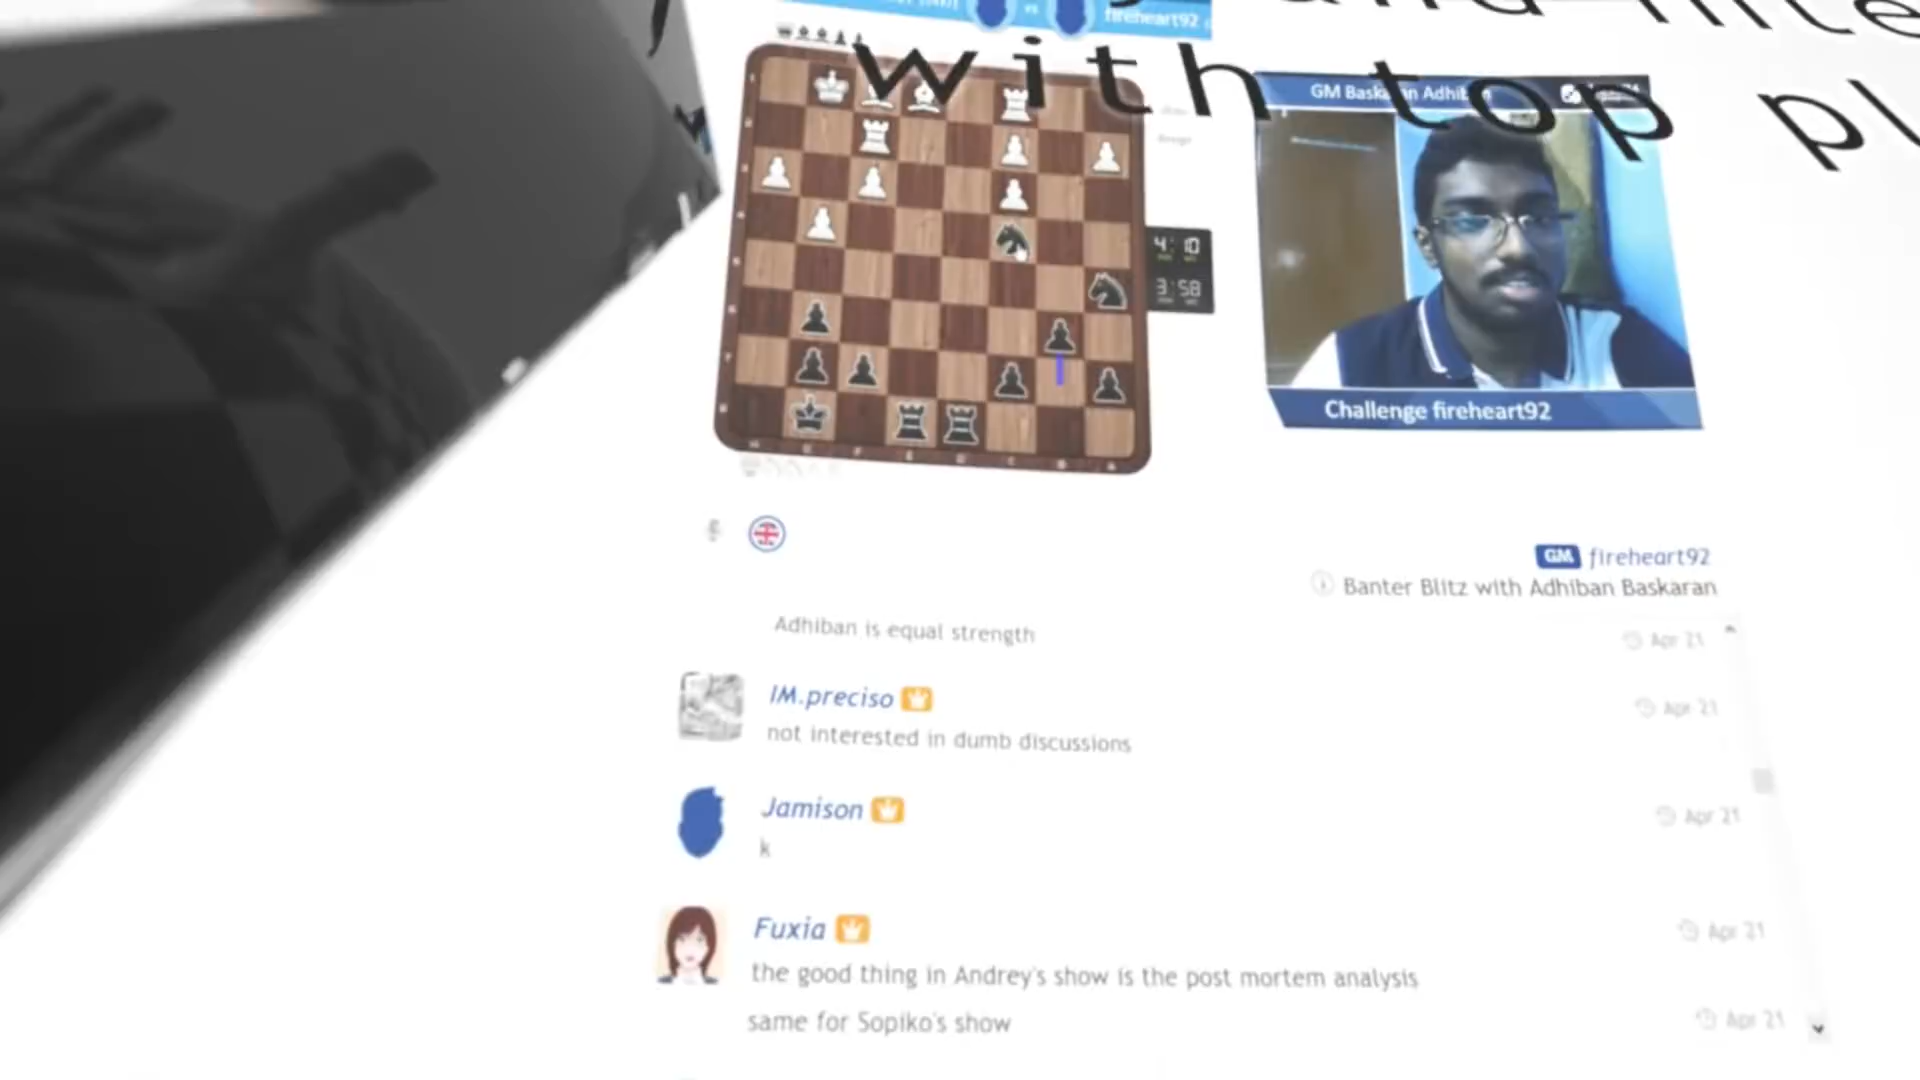 fireheart92
with top
GM Baskaran Adhiban
4:10
3:58
Challenge fireheart92
GM fireheart92
Banter Blitz with Adhiban Baskaran
Adhiban is equal strength
Apr 21
IM.preciso
Apr 21
not interested in dumb discussions
Jamison
Apr 21
k
Fuxia
Apr 21
the good thing in Andrey's show is the post mortem analysis
same for Sopiko's show
Apr 21